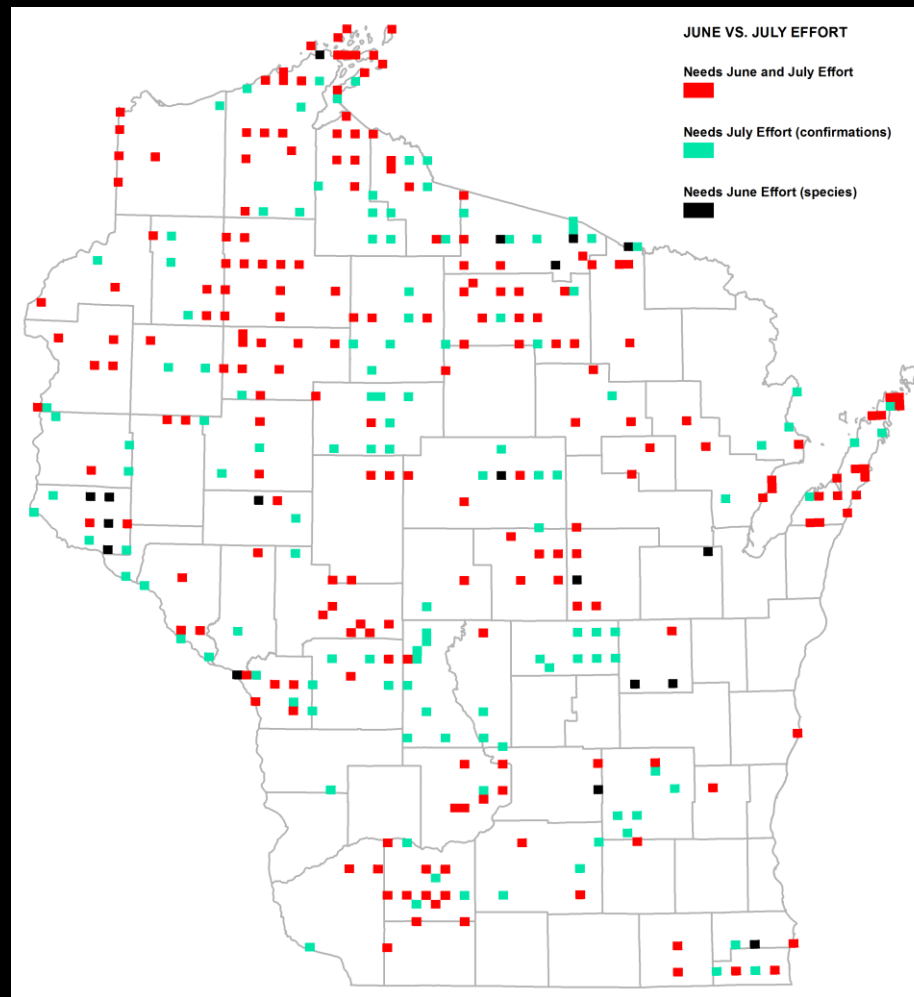 JUNE VS. JULY EFFORT
Needs June and July Effort
Needs July Effort (confirmations)
Needs June Effort (species)